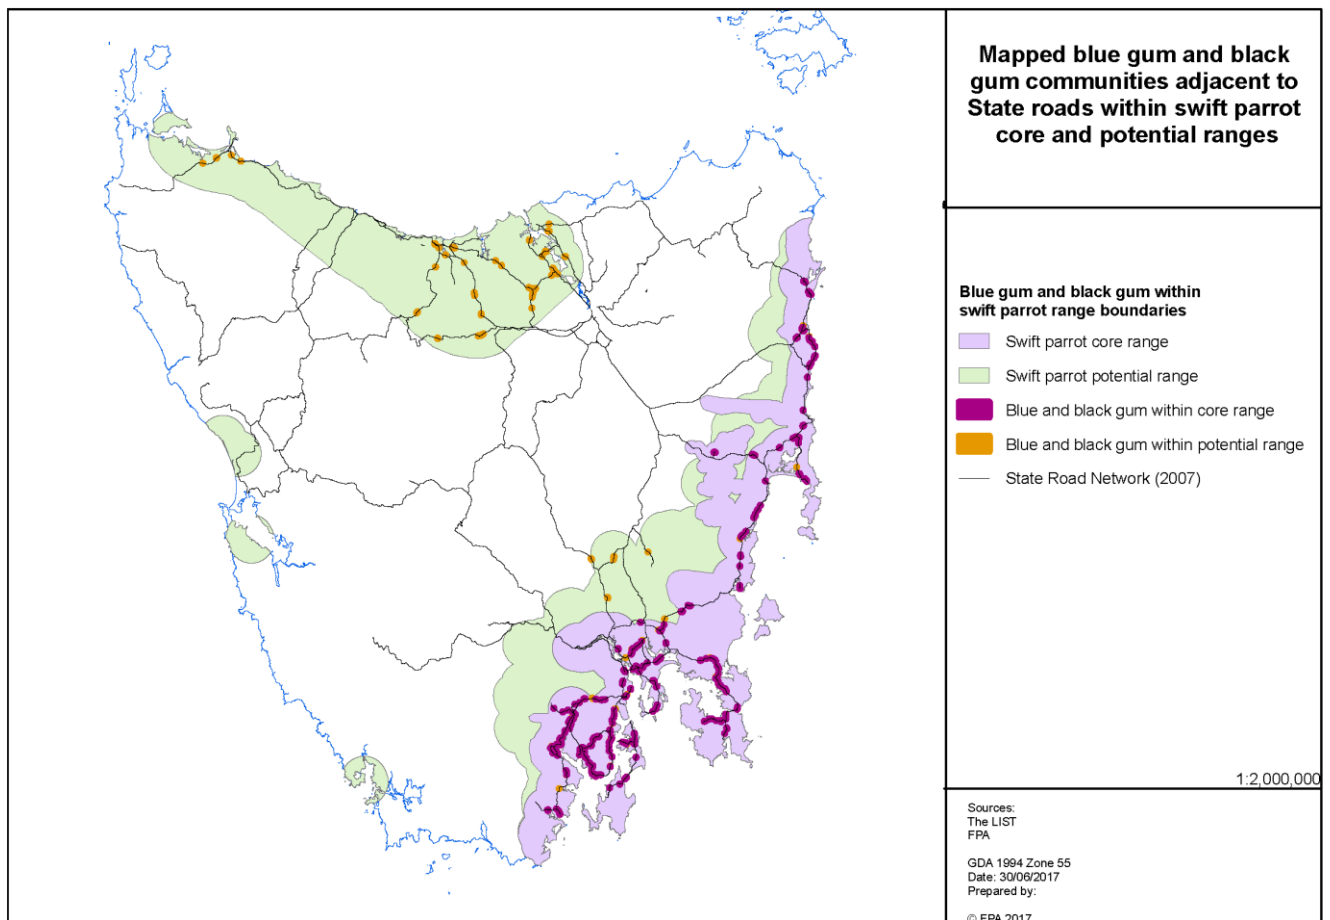 Mapped blue gum and black
gum communities adjacent to
State roads within swift parrot
core and potential ranges
Blue gum and black gum within
swift parrot range boundaries
Swift parrot core range
Swift parrot potential range
Blue and black gum within core range
Blue and black gum within potential range
State Road Network (2007)
1:2,000,000
Sources:
The LIST
FPA
GDA 1994 Zone 55
Date: 30/06/2017
Prepared by:
© FPA 2017